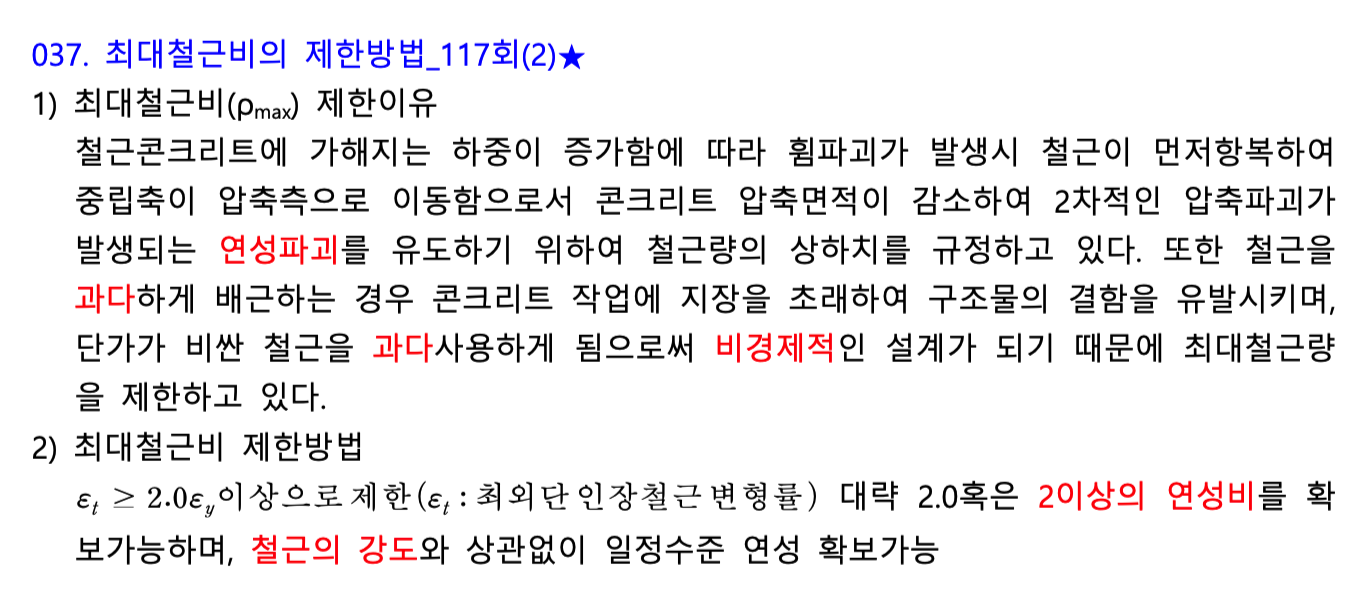 037. 최대철근비의 제한방법_117회(2)★
1) 최대철근비(ρmax) 제한이유
철근콘크리트에 가해지는 하중이 증가함에 따라 휨파괴가 발생시 철근이 먼저항복하여
중립축이 압축측으로 이동함으로서 콘크리트 압축면적이 감소하여 2차적인 압축파괴가
발생되는 연성파괴를 유도하기 위하여 철근량의 상하치를 규정하고 있다. 또한 철근을
과다하게 배근하는 경우 콘크리트 작업에 지장을 초래하여 구조물의 결함을 유발시키며,
단가가 비싼 철근을 과다사용하게 됨으로써 비경제적인 설계가 되기 때문에 최대철근량
을 제한하고 있다.
2) 최대철근비 제한방법
εt ≥ 2.0εy이상으로제한(εt : 최외단인장철근변형률) 대략 2.0혹은 2이상의 연성비를 확
보가능하며, 철근의 강도와 상관없이 일정수준 연성 확보가능